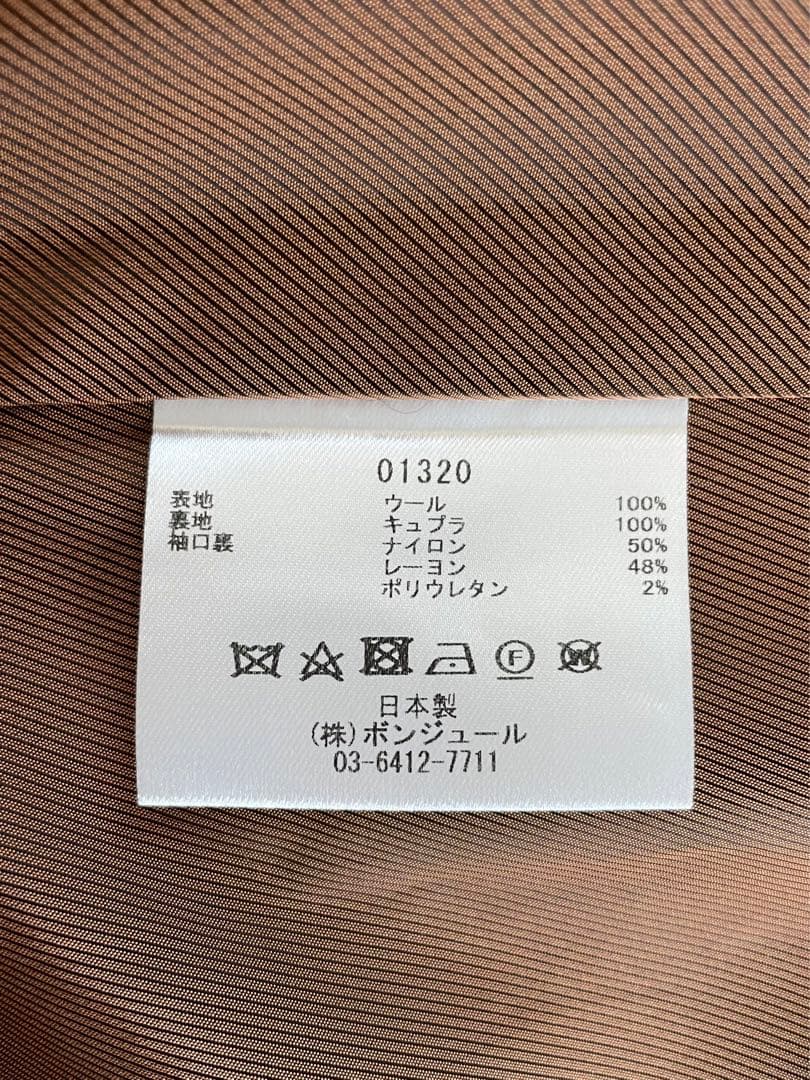 01320
表地 ウール 100%
裏地 キュプラ 100%
袖口裏 ナイロン 50%
レーヨン 48%
ポリウレタン 2%
F W
日本製
(株)ボンジュール
03-6412-7711